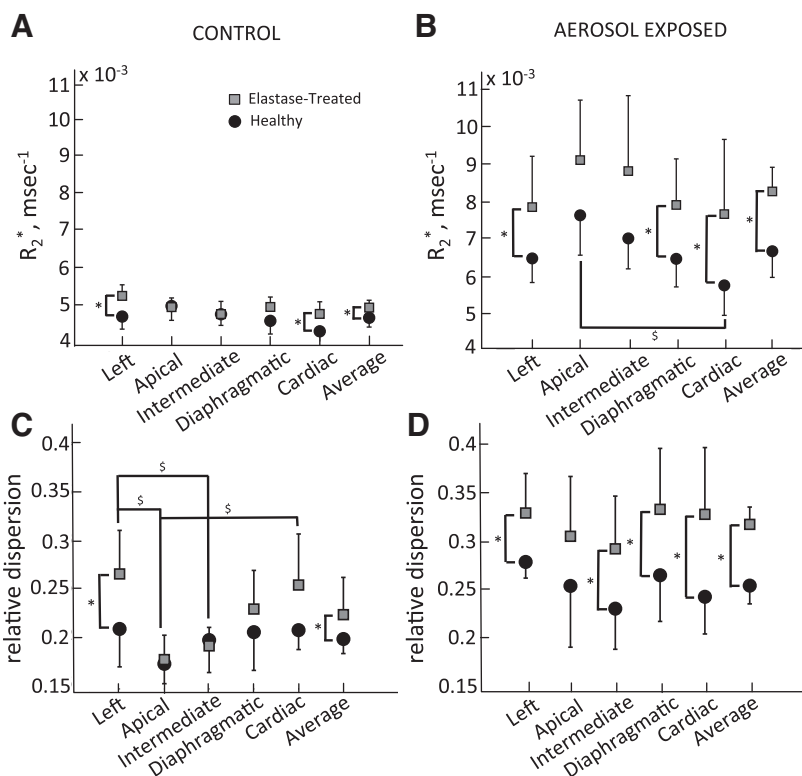 A
CONTROL
x 10⁻³
11
10
9
8
7
6
5
4
R₂*, msec⁻¹
Elastase-Treated
Healthy
*
*
*
Left
Apical
Intermediate
Diaphragmatic
Cardiac
Average
B
AEROSOL EXPOSED
x 10⁻³
11
10
9
8
7
6
5
4
R₂*, msec⁻¹
*
*
*
*
$
Left
Apical
Intermediate
Diaphragmatic
Cardiac
Average
C
0.4
0.35
0.3
0.25
0.2
0.15
relative dispersion
$
$
$
*
*
Left
Apical
Intermediate
Diaphragmatic
Cardiac
Average
D
0.4
0.35
0.3
0.25
0.2
0.15
relative dispersion
*
*
*
*
*
Left
Apical
Intermediate
Diaphragmatic
Cardiac
Average